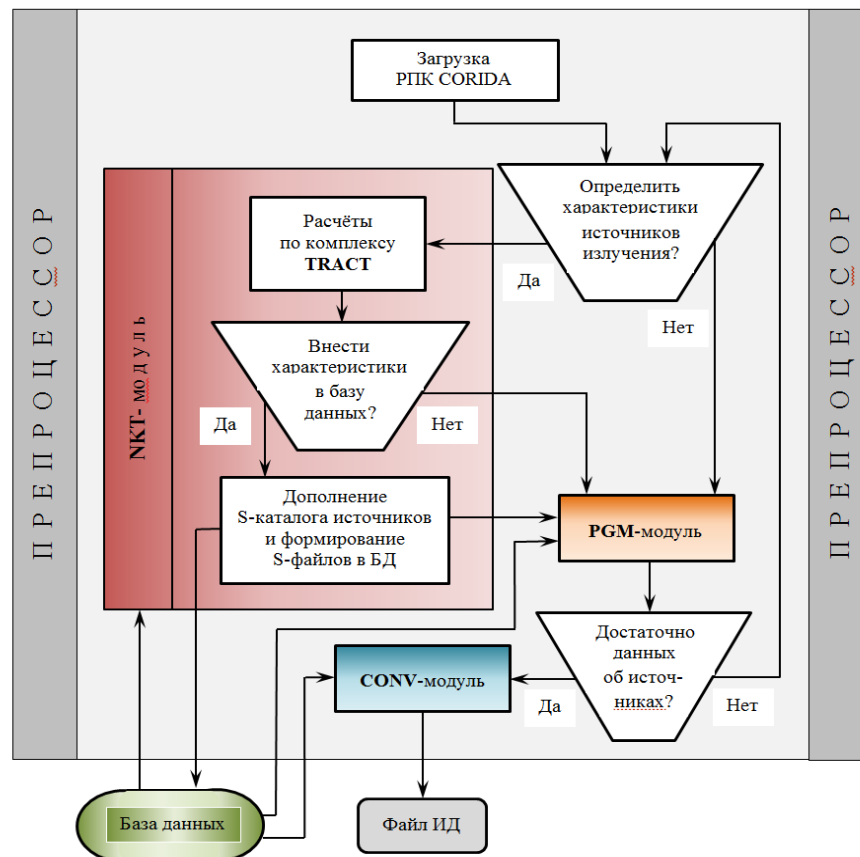 ПРЕПРОЦЕССОР
Загрузка
РПК CORIDA
Определить
характеристики
источников
излучения?
Да
Нет
NKT-модуль
Расчёты
по комплексу
TRACT
Внести
характеристики
в базу
данных?
Да
Нет
Дополнение
S-каталога источников
и формирование
S-файлов в БД
PGM-модуль
Достаточно
данных
об источ-
никах?
Да
Нет
CONV-модуль
База данных
Файл ИД
ПРЕПРОЦЕССОР